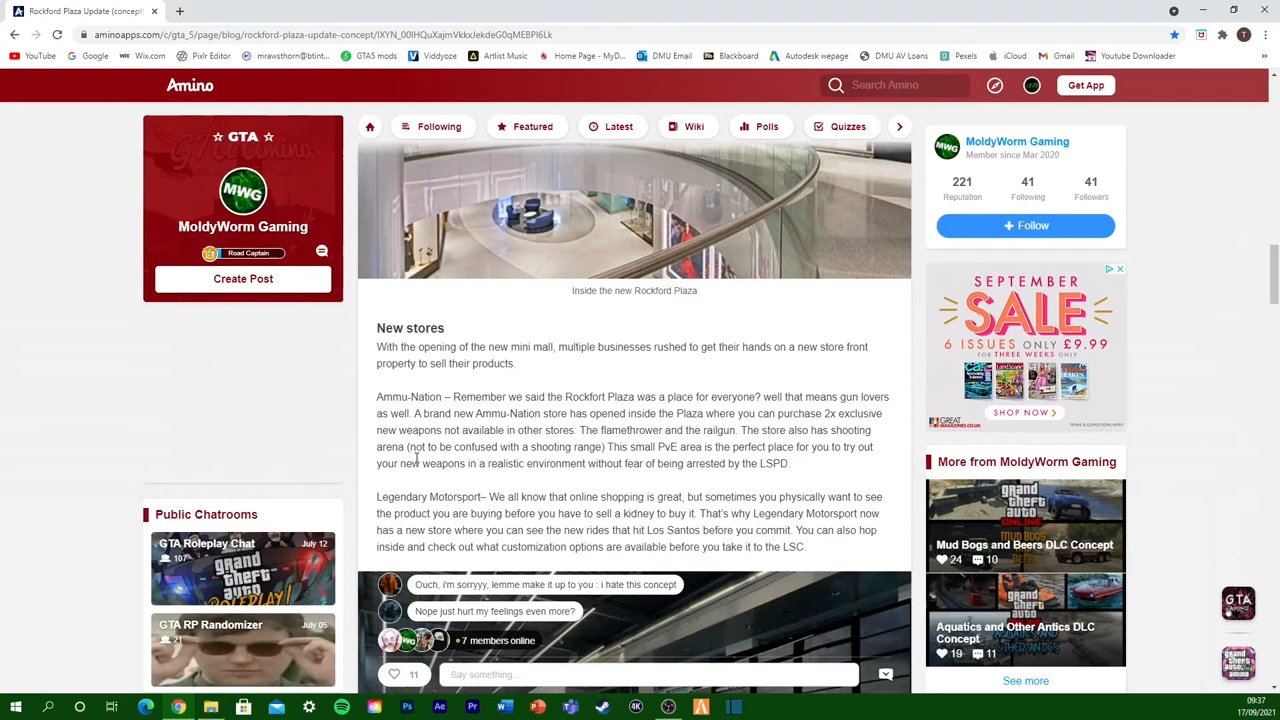 Rockford Plaza Update (concept)
aminoapps.com/c/gta_5/page/blog/rockford-plaza-update-concept/
YouTube
Google
Wix.com
Pixlr Editor
mrawsthorn@btint...
GTA5 mods
Viddyoze
Artlist Music
Home Page - MyD...
DMU Email
Blackboard
Autodesk wepage
DMU AV Loans
Pexels
iCloud
Gmail
Youtube Downloader
T
Amino
Search Amino
Get App
☆ GTA ☆
MWG
MoldyWorm Gaming
Road Captain
Create Post
Following
Featured
Latest
Wiki
Polls
Quizzes
Inside the new Rockford Plaza
New stores
With the opening of the new mini mall, multiple businesses rushed to get their hands on a new store front
property to sell their products.
Ammu-Nation – Remember we said the Rockfort Plaza was a place for everyone? well that means gun lovers
as well. A brand new Ammu-Nation store has opened inside the Plaza where you can purchase 2x exclusive
new weapons not available in other stores: The flamethrower and the railgun. The store also has shooting
arena (not to be confused with a shooting range) This small PvE area is the perfect place for you to try out
your new weapons in a realistic environment without fear of being arrested by the LSPD.
Legendary Motorsport– We all know that online shopping is great, but sometimes you physically want to see
the product you are buying before you have to sell a kidney to buy it. That's why Legendary Motorsport now
has a new store where you can see the new rides that hit Los Santos before you commit. You can also hop
inside and check out what customization options are available before you take it to the LSC.
Ouch, i'm sorryyy, lemme make it up to you : i hate this concept
Nope just hurt my feelings even more?
7 members online
11
Say something...
MWG
MoldyWorm Gaming
Member since Mar 2020
221
41
41
Reputation
Following
Followers
Follow
SEPTEMBER
SALE
6 ISSUES ONLY £9.99
FOR THREE WEEKS ONLY
SHOP NOW
GREAT MAGAZINES.CO.UK
More from MoldyWorm Gaming
Mud Bogs and Beers DLC Concept
24
10
Aquatics and Other Antics DLC
Concept
19
11
See more
Public Chatrooms
GTA Roleplay Chat
July 12
107
GTA RP Randomizer
July 05
21
09:37
17/09/2021